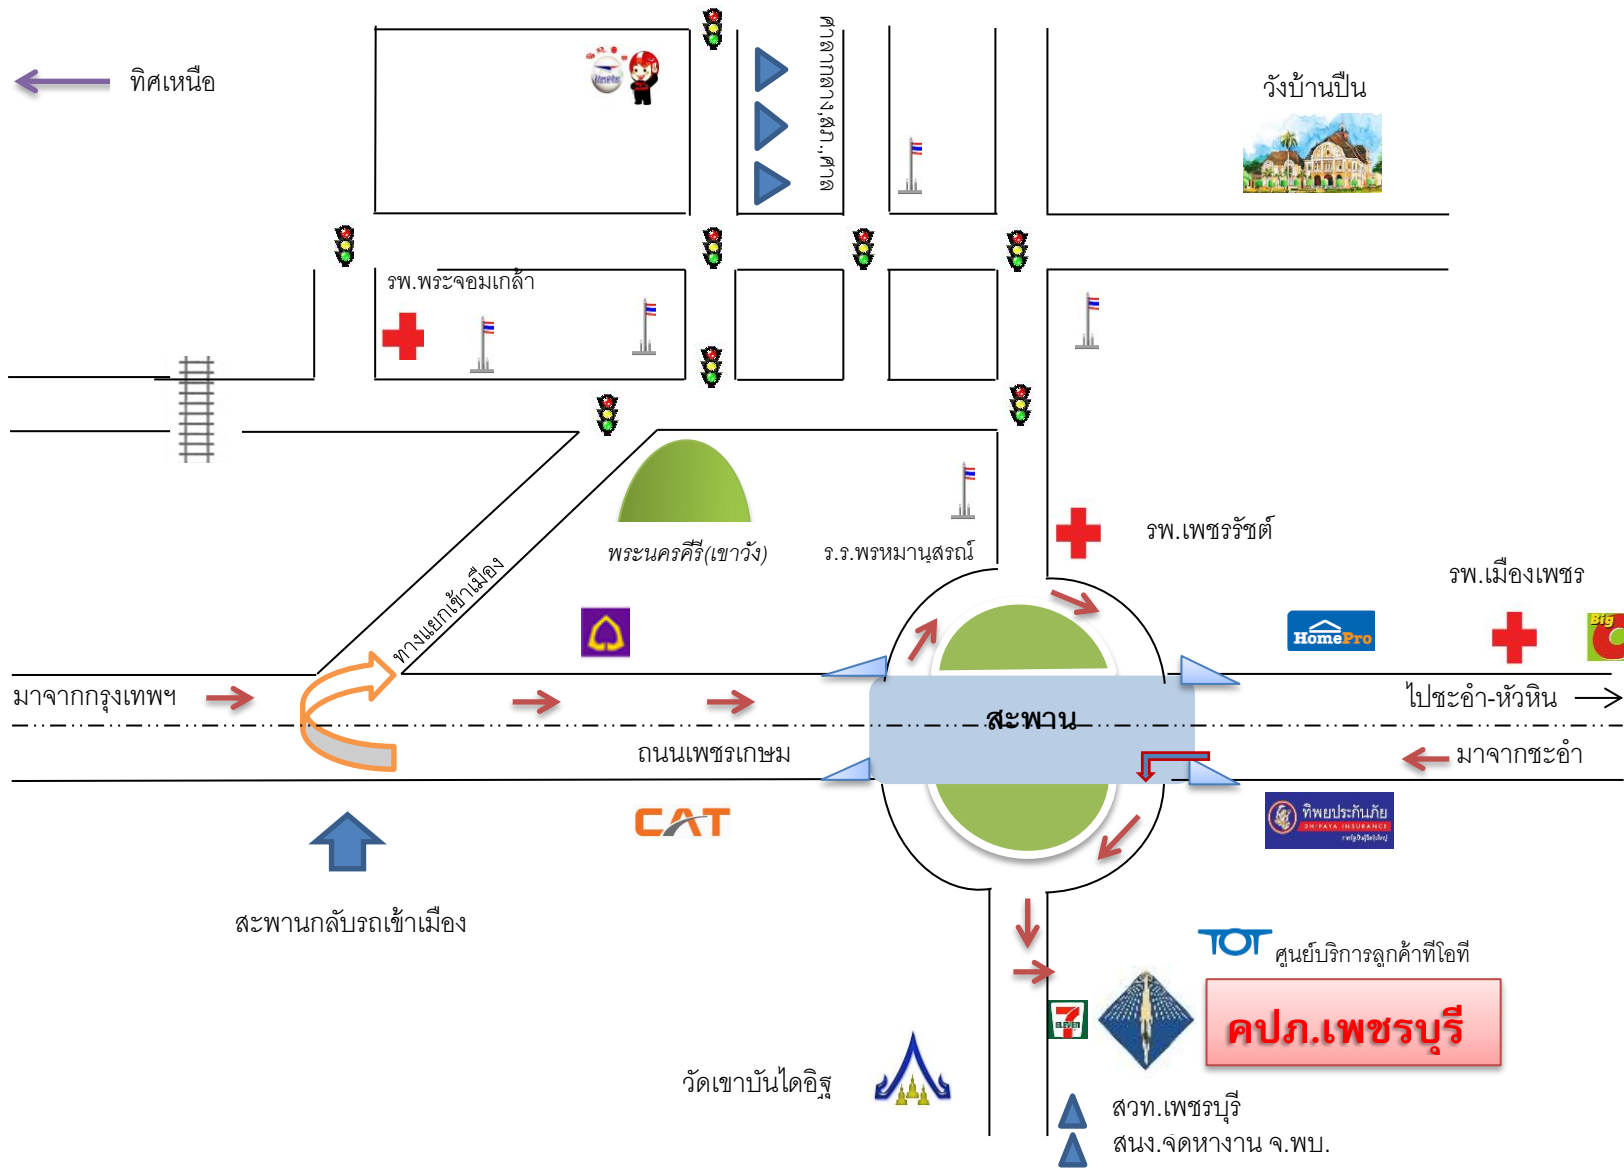 ทิศเหนือ
ศาลากลาง,สภ.,ศาล
วังบ้านปืน
รพ.พระจอมเกล้า
พระนครคีรี(เขาวัง)
ร.ร.พรหมานุสรณ์
รพ.เพชรรัชต์
รพ.เมืองเพชร
ทางแยกเข้าเมือง
HomePro
Big
มาจากกรุงเทพฯ
ไปชะอำ-หัวหิน
สะพาน
ถนนเพชรเกษม
มาจากชะอำ
CAT
ทิพยประกันภัย
DHIPAYA INSURANCE
สะพานกลับรถเข้าเมือง
TOT ศูนย์บริการลูกค้าทีโอที
7 ELEVEN
คปภ.เพชรบุรี
วัดเขาบันไดอิฐ
สวท.เพชรบุรี
สนง.จัดหางาน จ.พบ.